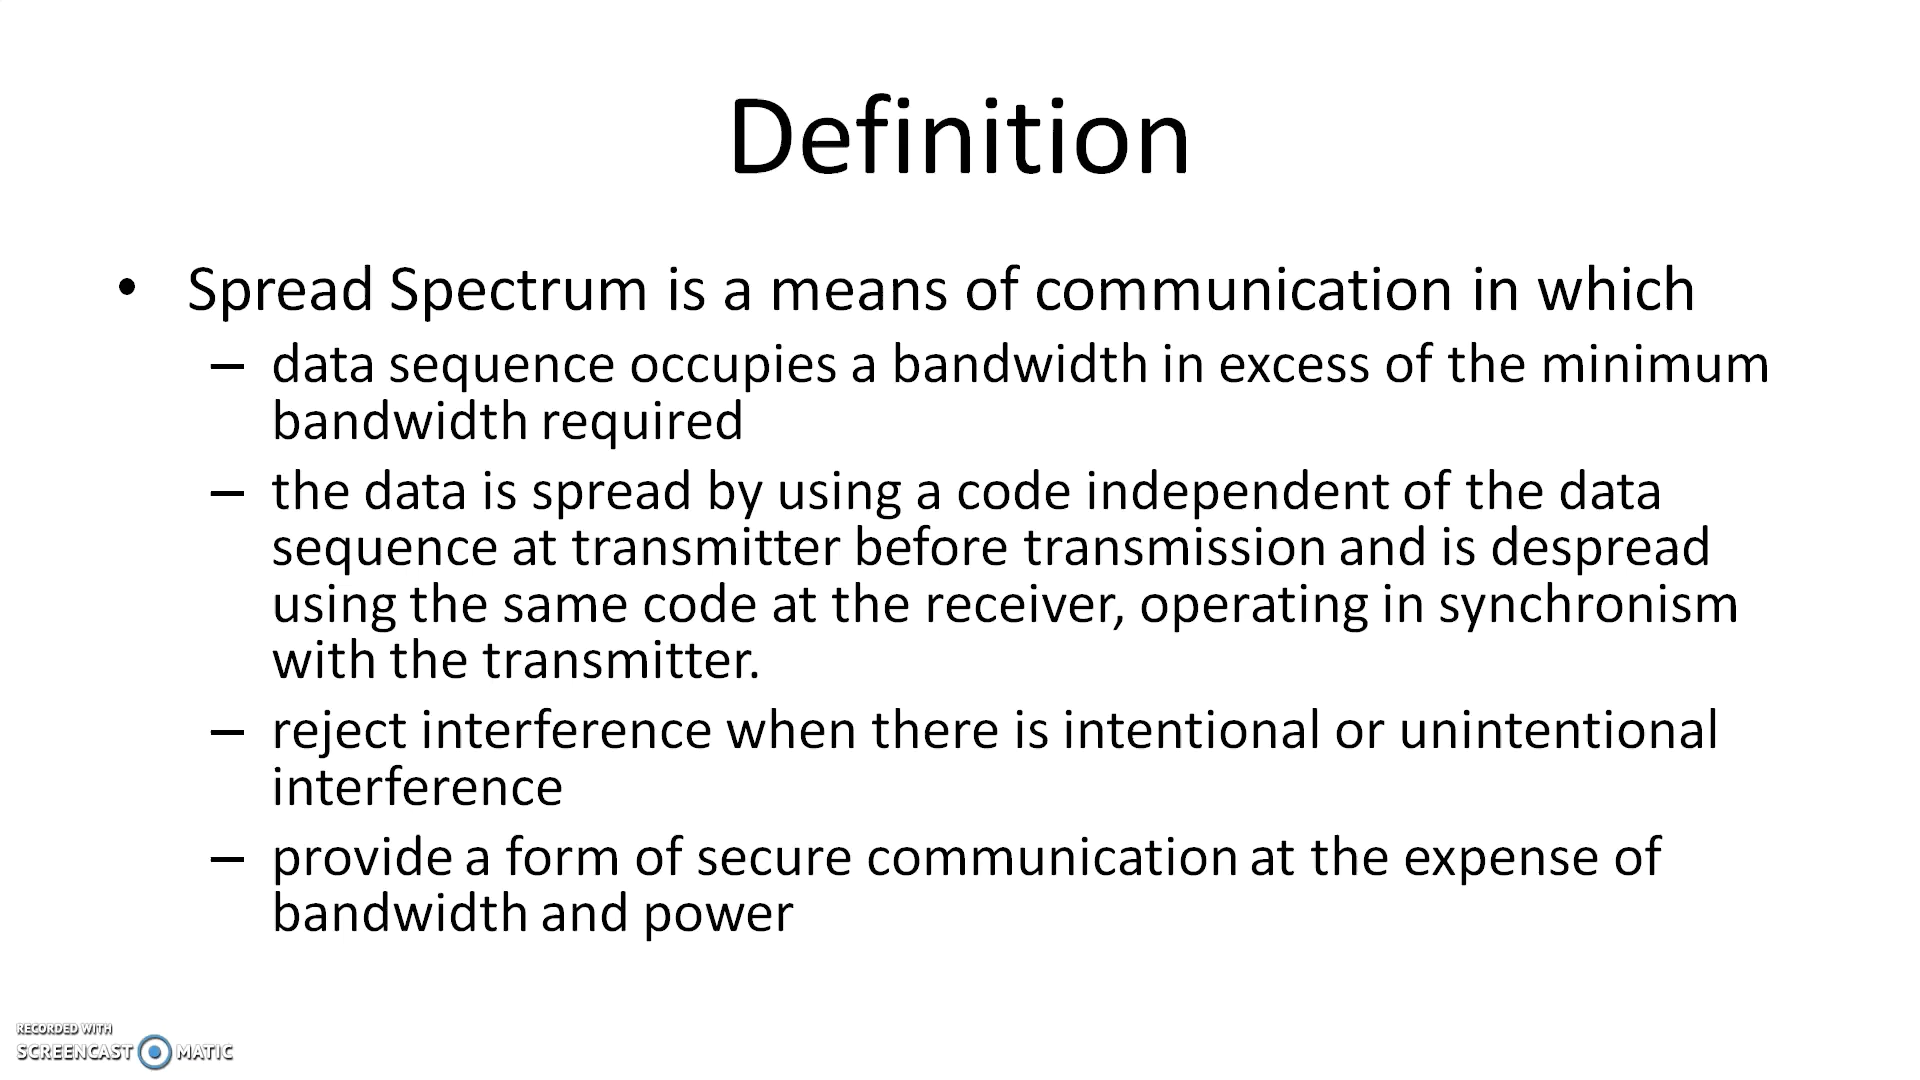 Definition
• Spread Spectrum is a means of communication in which
– data sequence occupies a bandwidth in excess of the minimum
bandwidth required
– the data is spread by using a code independent of the data
sequence at transmitter before transmission and is despread
using the same code at the receiver, operating in synchronism
with the transmitter.
– reject interference when there is intentional or unintentional
interference
– provide a form of secure communication at the expense of
bandwidth and power
RECORDED WITH
SCREENCAST MATIC